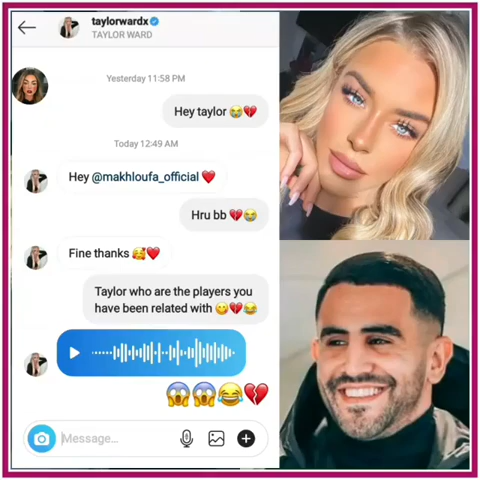 taylorwardx
TAYLOR WARD
Yesterday 11:58 PM
Hey taylor 😭💔
Today 12:49 AM
Hey @makhloufa_official ❤️
Hru bb 💔😭
Fine thanks 🥰❤️
Taylor who are the players you
have been related with 😋💔😭
😱😱😂💔
Message...